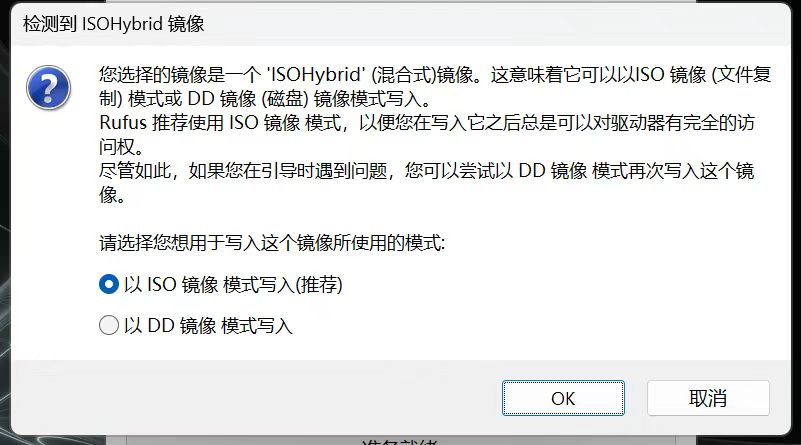 检测到 ISOHybrid 镜像
您选择的镜像是一个 'ISOHybrid' (混合式)镜像。这意味着它可以以ISO 镜像 (文件复
制) 模式或 DD 镜像 (磁盘) 镜像模式写入。
Rufus 推荐使用 ISO 镜像 模式，以便您在写入它之后总是可以对驱动器有完全的访
问权。
尽管如此，如果您在引导时遇到问题，您可以尝试以 DD 镜像 模式再次写入这个镜
像。
请选择您想用于写入这个镜像所使用的模式:
以 ISO 镜像 模式写入(推荐)
以 DD 镜像 模式写入
OK
取消